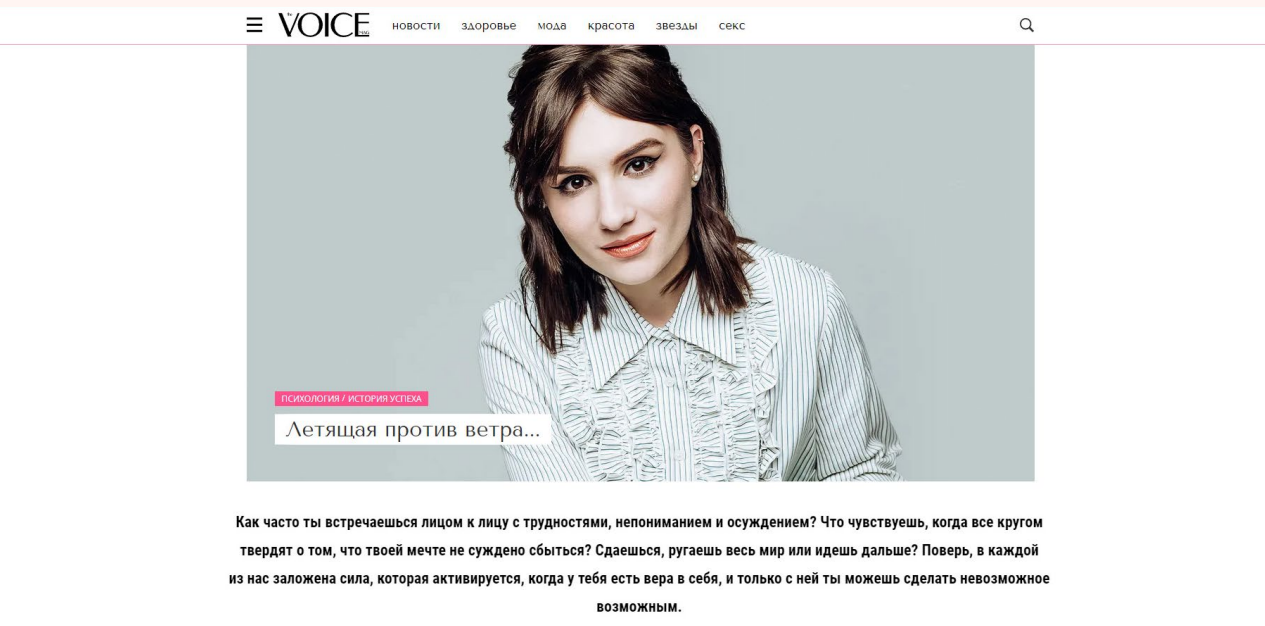 The VOICE MAG новости здоровье мода красота звезды секс
ПСИХОЛОГИЯ / ИСТОРИЯ УСПЕХА
Летящая против ветра...
Как часто ты встречаешься лицом к лицу с трудностями, непониманием и осуждением? Что чувствуешь, когда все кругом
твердят о том, что твоей мечте не суждено сбыться? Сдаешься, ругаешь весь мир или идешь дальше? Поверь, в каждой
из нас заложена сила, которая активируется, когда у тебя есть вера в себя, и только с ней ты можешь сделать невозможное
возможным.